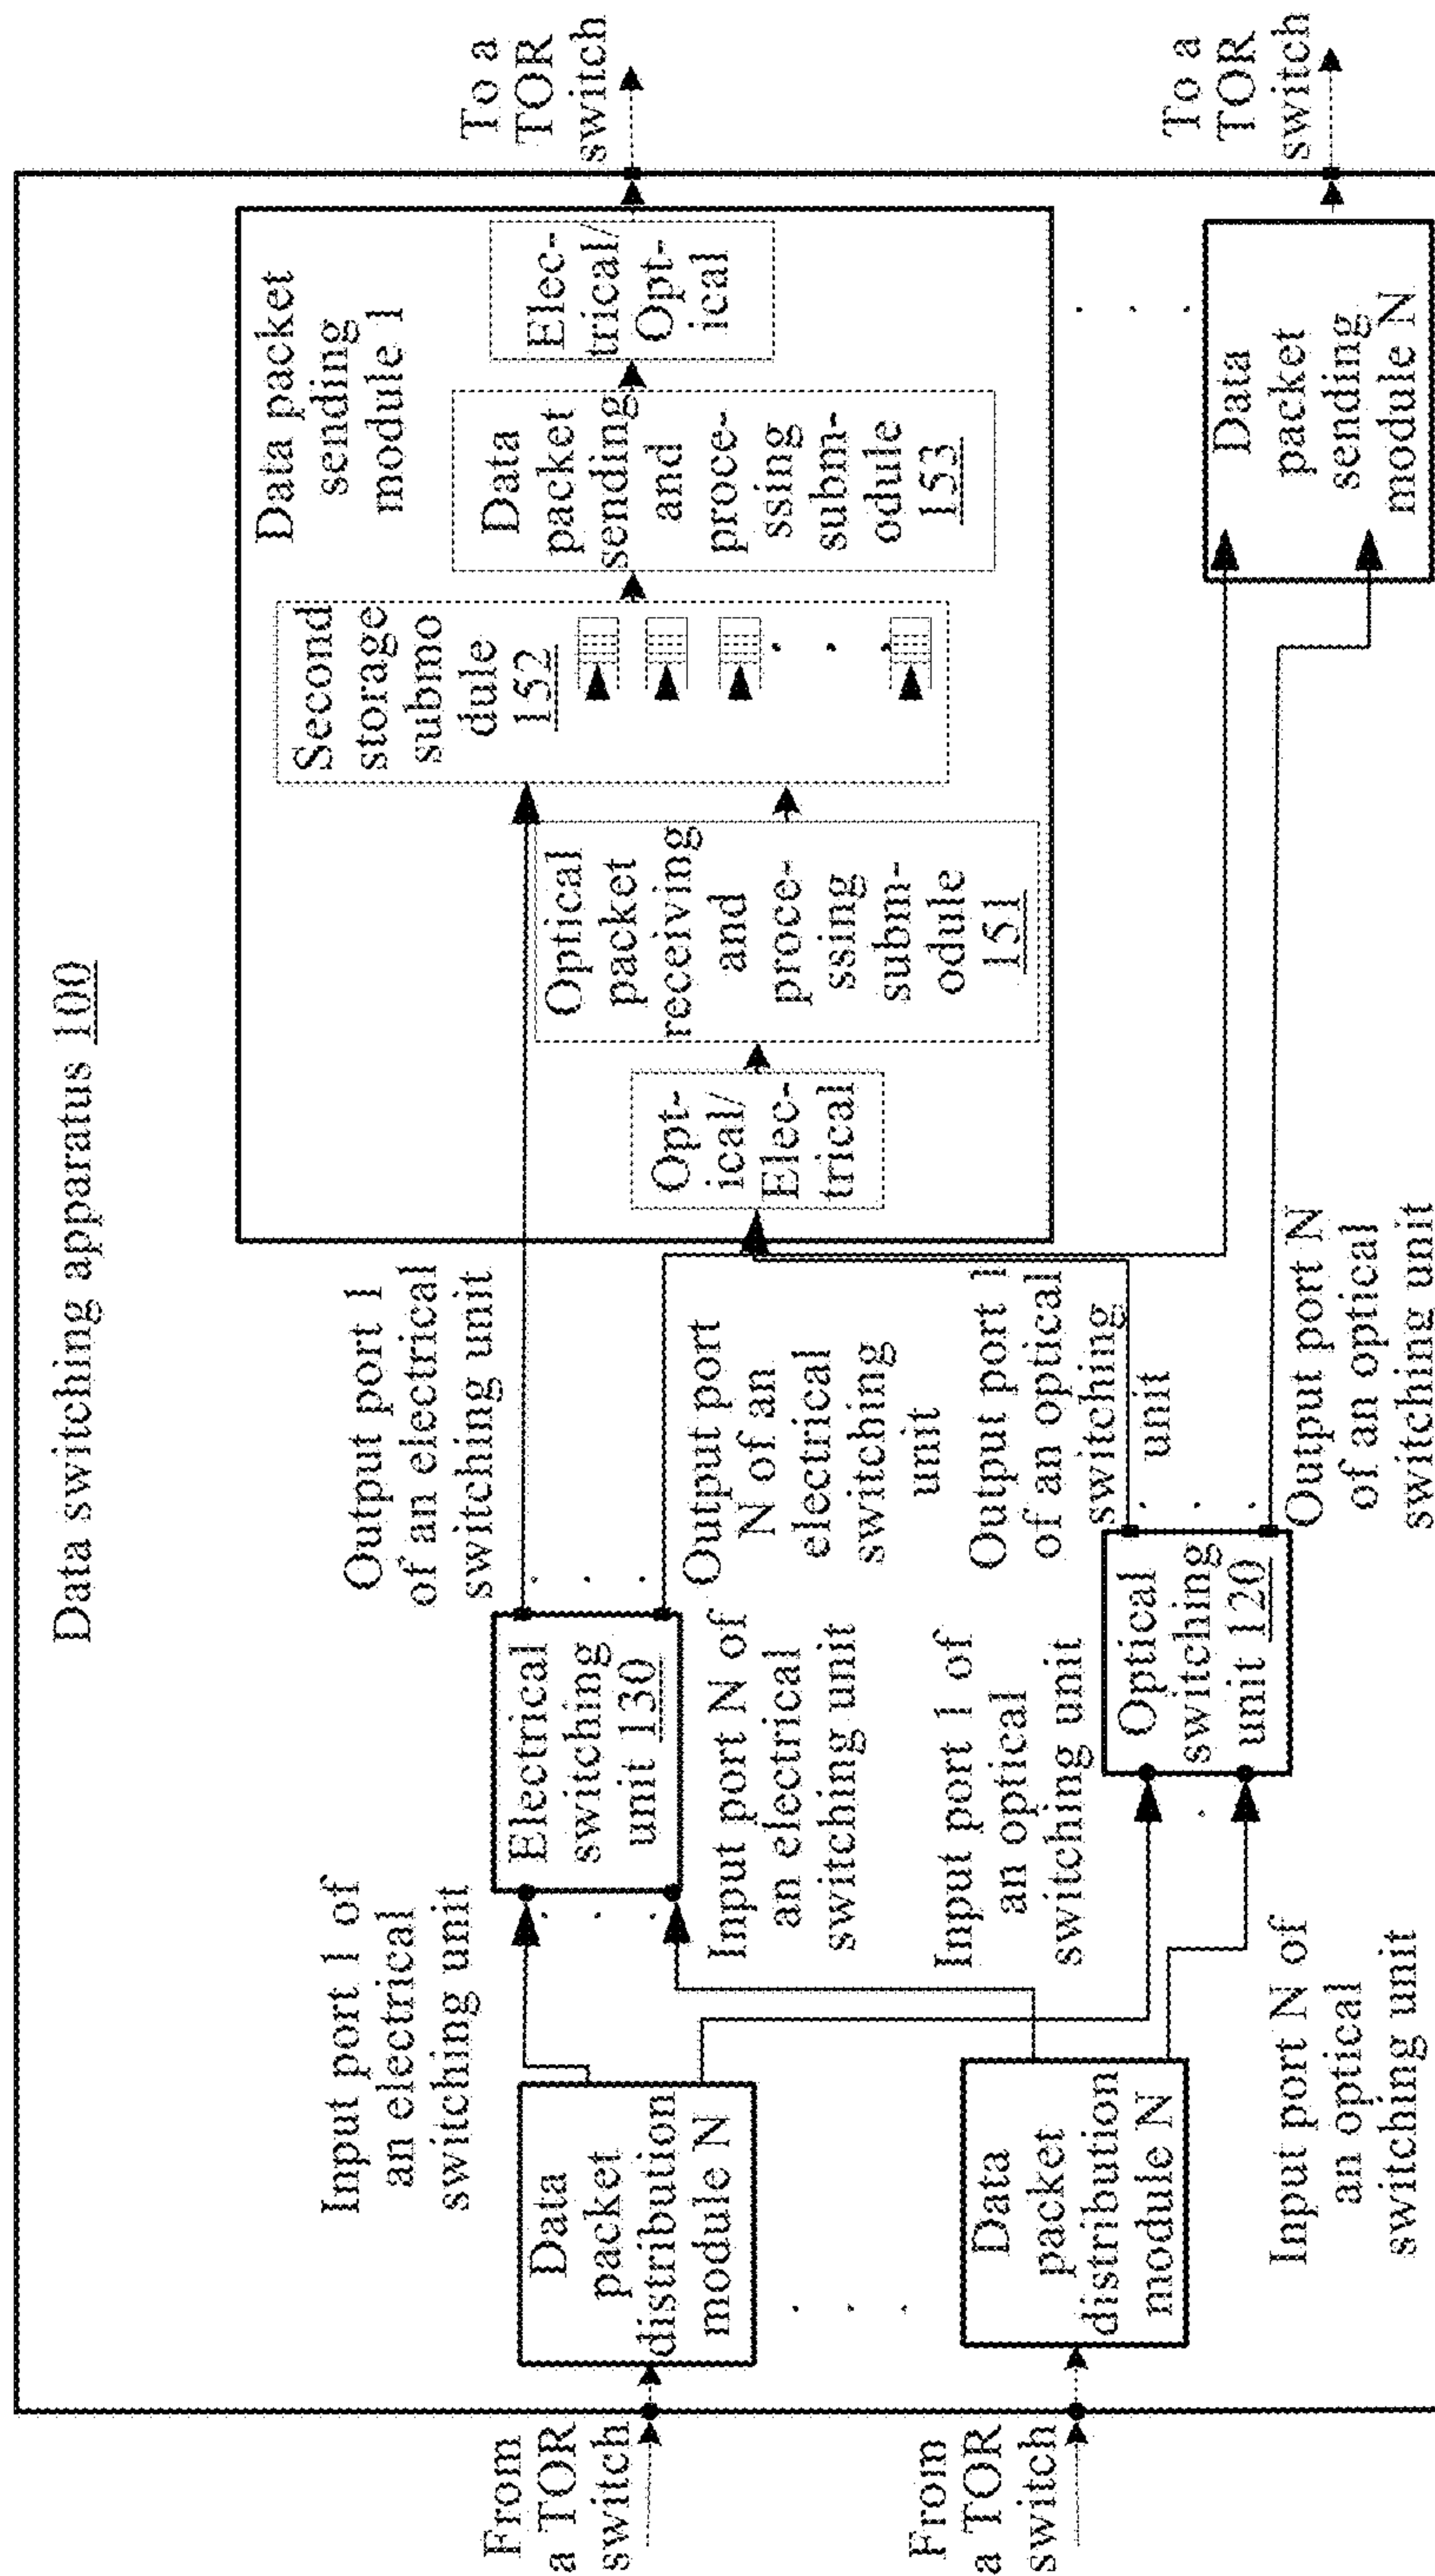 Data switching apparatus 100
From
a TOR
switch
From
a TOR
switch
Data
packet
distribution
module N
Data
packet
distribution
module N
Input port 1 of
an electrical
switching unit
Input port N of
an electrical
switching unit
Input port 1 of
an optical
switching unit
Input port N of
an optical
switching unit
Electrical
switching
unit 130
Optical
switching
unit 120
Output port 1
of an electrical
switching unit
Output port
N of an
electrical
switching
unit
Output port 1
of an optical
switching
unit
Output port N
of an optical
switching unit
Data packet
sending
module 1
Opt-
ical/
Elec-
trical
Optical
packet
receiving
and
proce-
ssing
subm-
odule
151
Second
storage
submo
dule
152
Data
packet
sending
and
proce-
ssing
subm-
odule
153
Elec-
trical/
Opt-
ical
Data
packet
sending
module N
To a
TOR
switch
To a
TOR
switch